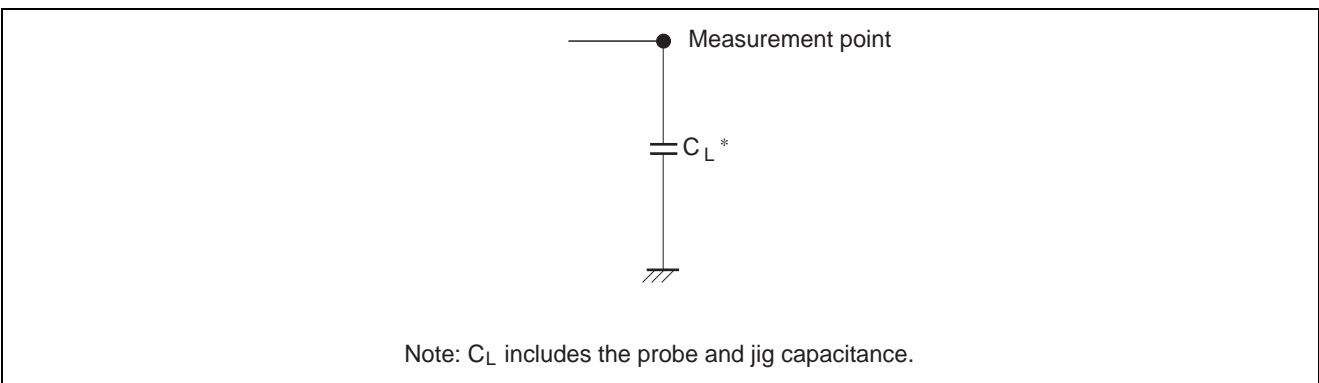 Measurement point
CL*
Note: CL includes the probe and jig capacitance.